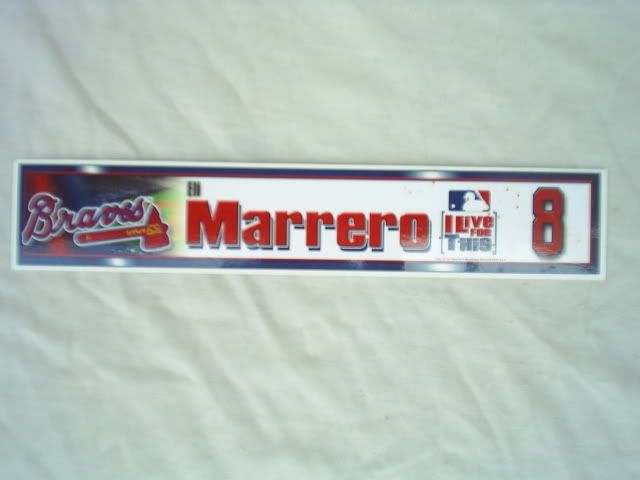 Braves
Eli
Marrero
I Live
FOR
THIS
8